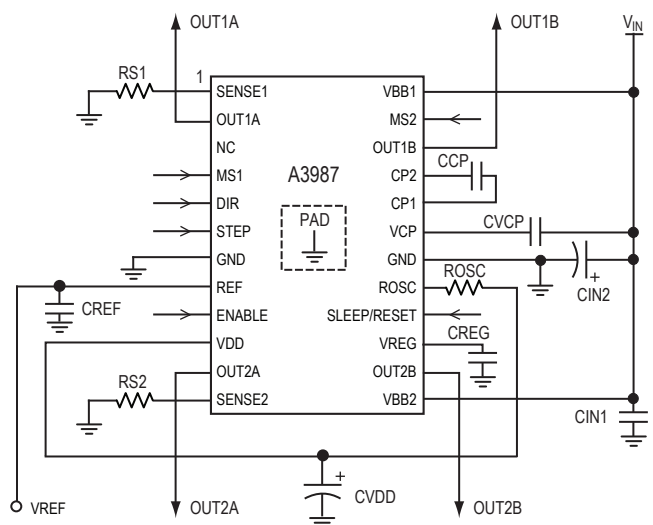 OUT1A
OUT1B
VIN
RS1
1
SENSE1
VBB1
OUT1A
MS2
NC
OUT1B
CCP
A3987
MS1
CP2
DIR
CP1
PAD
STEP
VCP
CVCP
GND
GND
ROSC
+
CIN2
REF
ROSC
CREF
ENABLE
SLEEP/RESET
VDD
VREG
CREG
OUT2A
OUT2B
RS2
SENSE2
VBB2
CIN1
+
VREF
OUT2A
CVDD
OUT2B